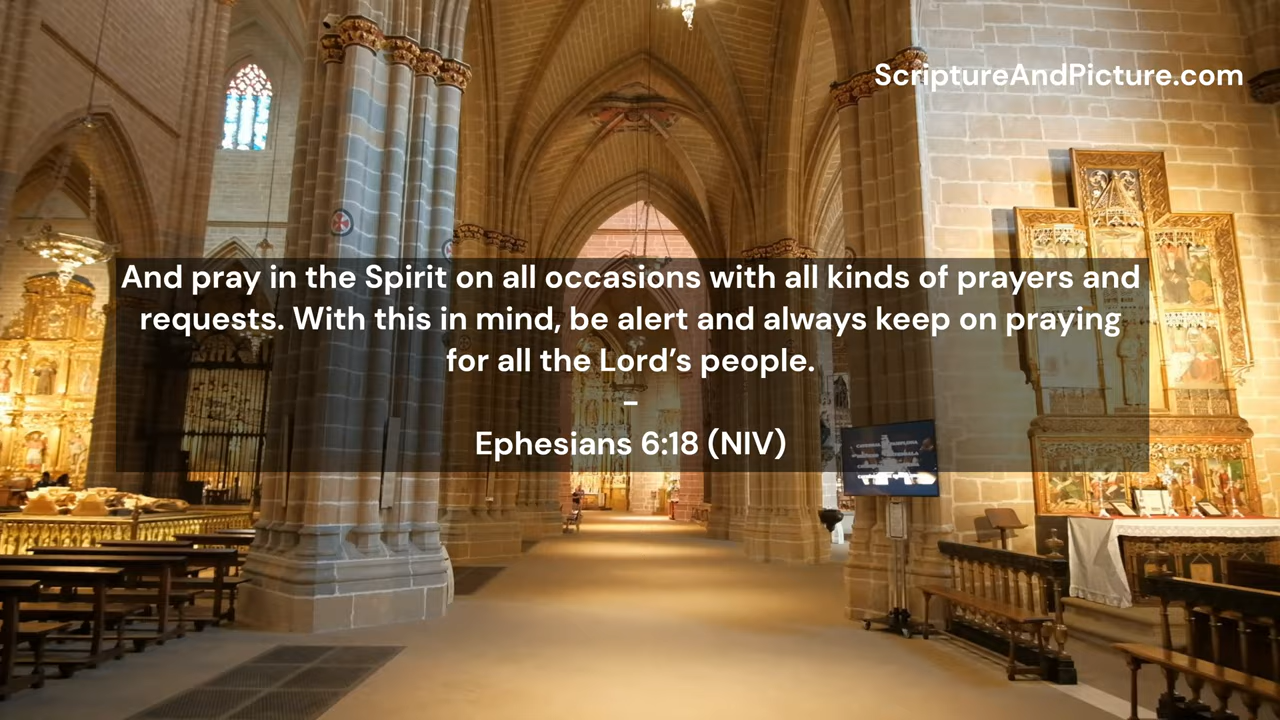 ScriptureAndPicture.com
And pray in the Spirit on all occasions with all kinds of prayers and
requests. With this in mind, be alert and always keep on praying
for all the Lord’s people.
-
Ephesians 6:18 (NIV)